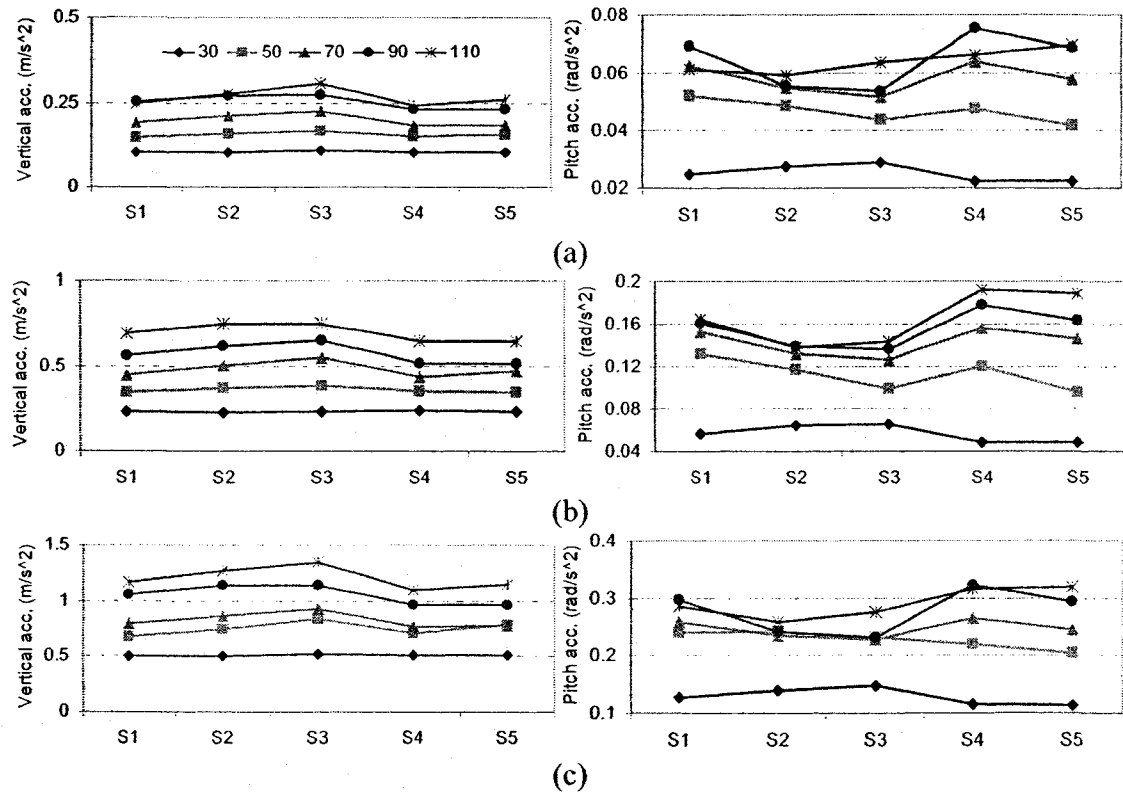 Vertical acc. (m/s^2)
0.5
0.25
0
30 50 70 90 110
S1 S2 S3 S4 S5
Pitch acc. (rad/s^2)
0.08
0.06
0.04
0.02
S1 S2 S3 S4 S5
(a)
Vertical acc. (m/s^2)
1
0.5
0
S1 S2 S3 S4 S5
Pitch acc. (rad/s^2)
0.2
0.16
0.12
0.08
0.04
S1 S2 S3 S4 S5
(b)
Vertical acc. (m/s^2)
1.5
1
0.5
0
S1 S2 S3 S4 S5
Pitch acc. (rad/s^2)
0.4
0.3
0.2
0.1
S1 S2 S3 S4 S5
(c)